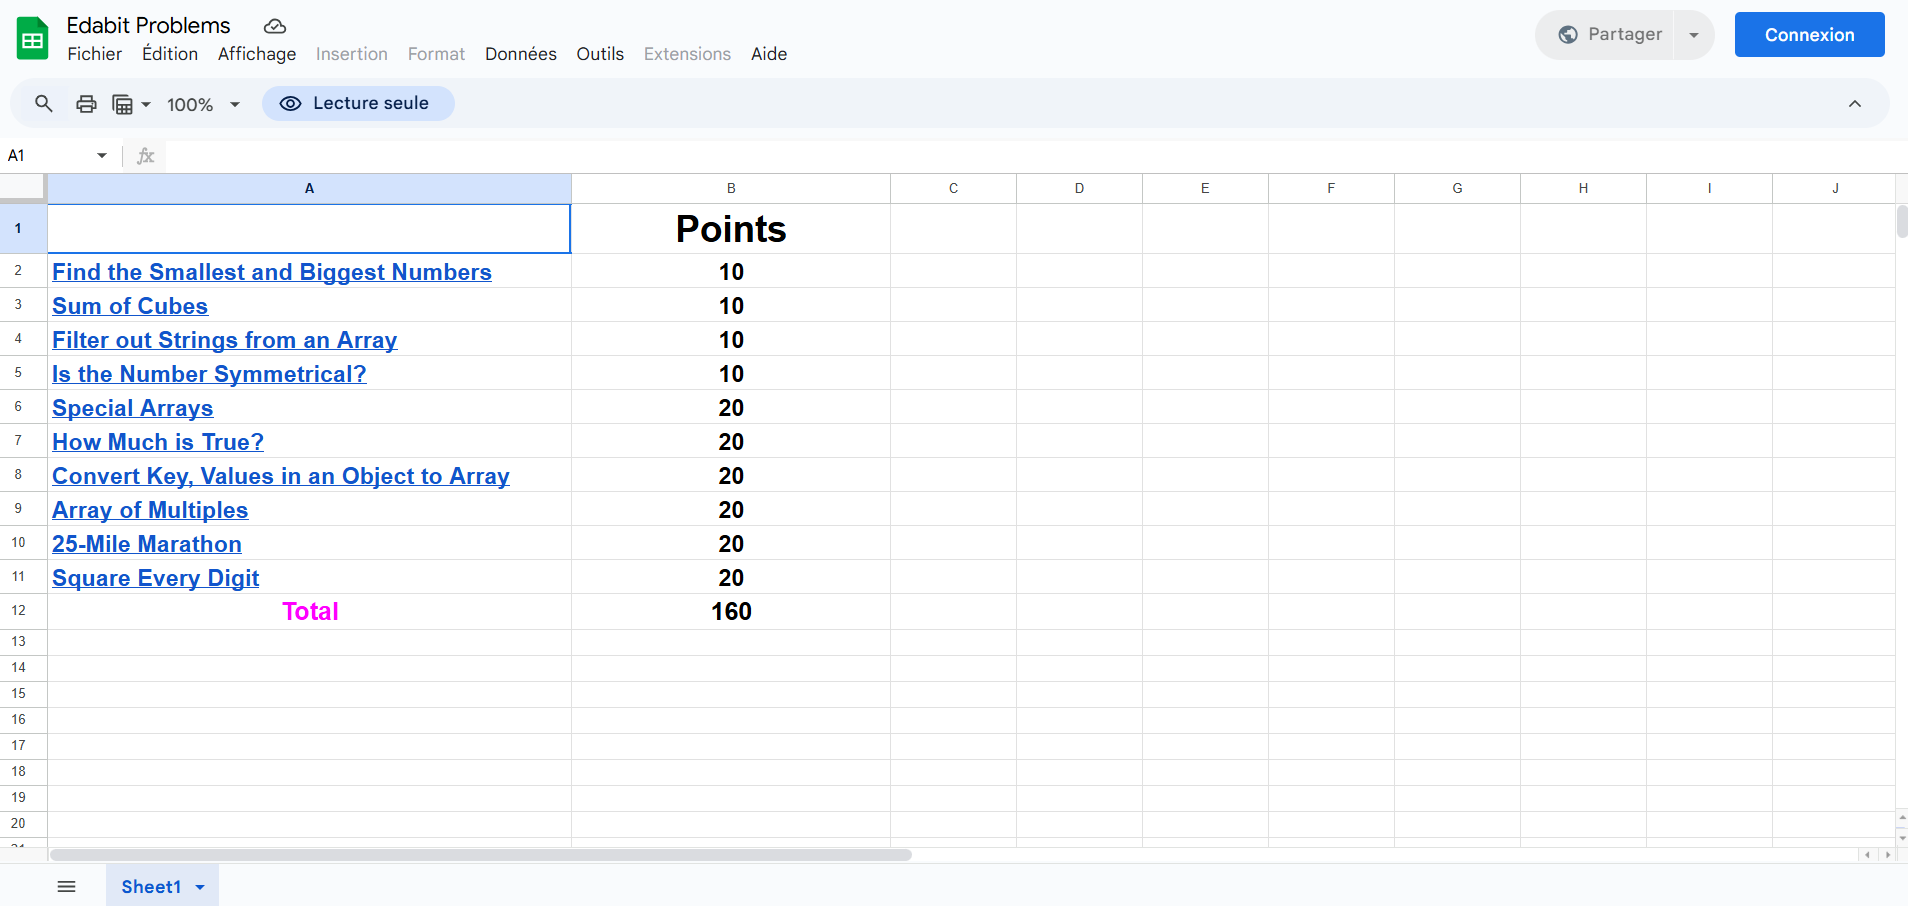 Edabit Problems
Fichier Édition Affichage Insertion Format Données Outils Extensions Aide
Partager
Connexion
100% Lecture seule
A1 fx
A B C D E F G H I J
1 Points
2 Find the Smallest and Biggest Numbers 10
3 Sum of Cubes 10
4 Filter out Strings from an Array 10
5 Is the Number Symmetrical? 10
6 Special Arrays 20
7 How Much is True? 20
8 Convert Key, Values in an Object to Array 20
9 Array of Multiples 20
10 25-Mile Marathon 20
11 Square Every Digit 20
12 Total 160
13
14
15
16
17
18
19
20
Sheet1